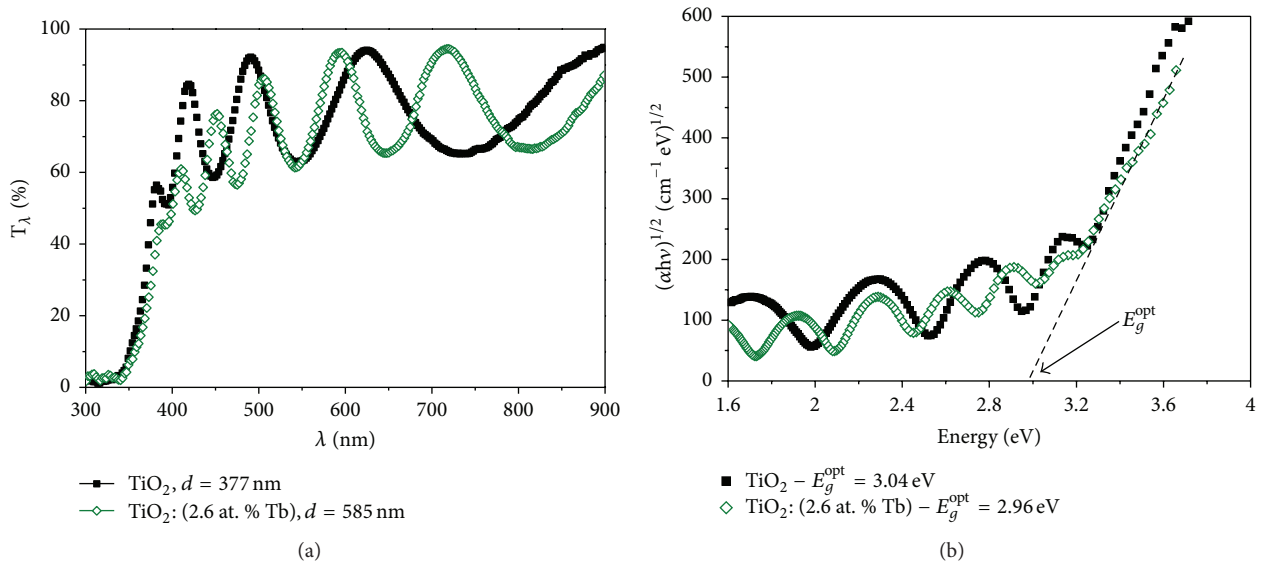 100
80
60
40
20
0
T_λ (%)
300 400 500 600 700 800 900
λ (nm)
TiO₂, d = 377 nm
TiO₂: (2.6 at. % Tb), d = 585 nm
(a)
600
500
400
300
200
100
0
(αhν)^1/2 (cm⁻¹ eV)^1/2
E_g^opt
1.6 2 2.4 2.8 3.2 3.6 4
Energy (eV)
TiO₂ − E_g^opt = 3.04 eV
TiO₂: (2.6 at. % Tb) − E_g^opt = 2.96 eV
(b)